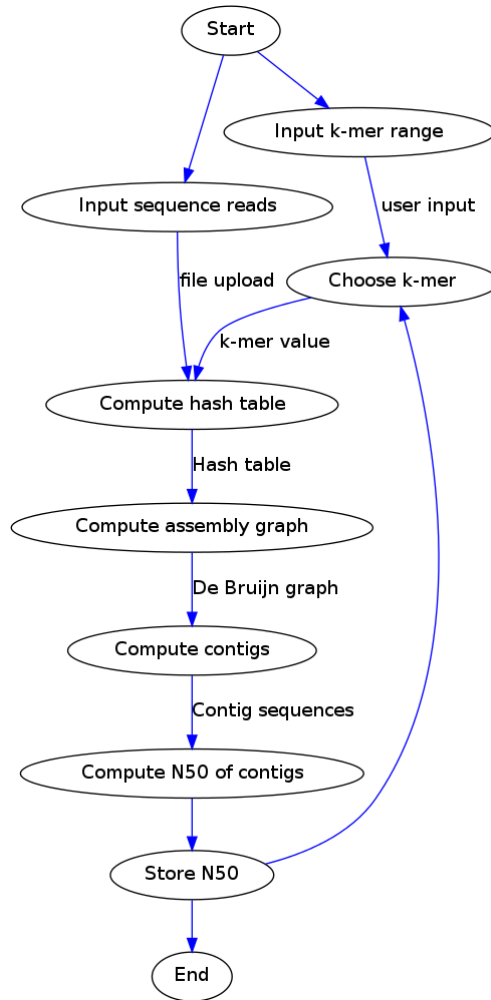 Start
Input k-mer range
Input sequence reads
user input
file upload
Choose k-mer
k-mer value
Compute hash table
Hash table
Compute assembly graph
De Bruijn graph
Compute contigs
Contig sequences
Compute N50 of contigs
Store N50
End